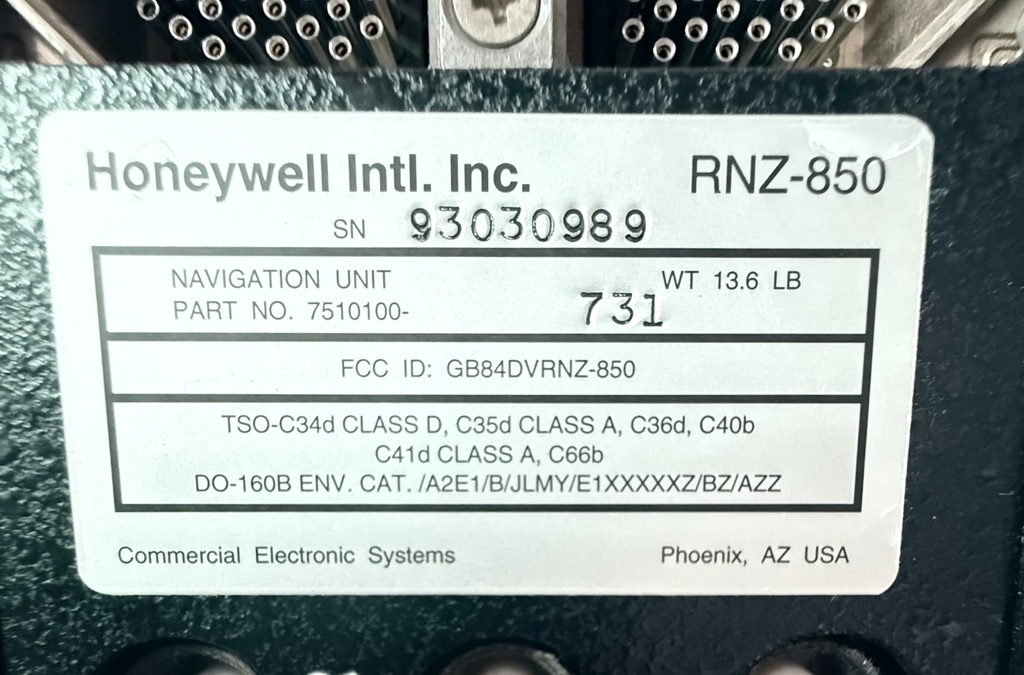 Honeywell Intl. Inc. RNZ-850
SN 93030989
NAVIGATION UNIT WT 13.6 LB
PART NO. 7510100- 731
FCC ID: GB84DVRNZ-850
TSO-C34d CLASS D, C35d CLASS A, C36d, C40b
C41d CLASS A, C66b
DO-160B ENV. CAT. /A2E1/B/JLMY/E1XXXXXZ/BZ/AZZ
Commercial Electronic Systems Phoenix, AZ USA